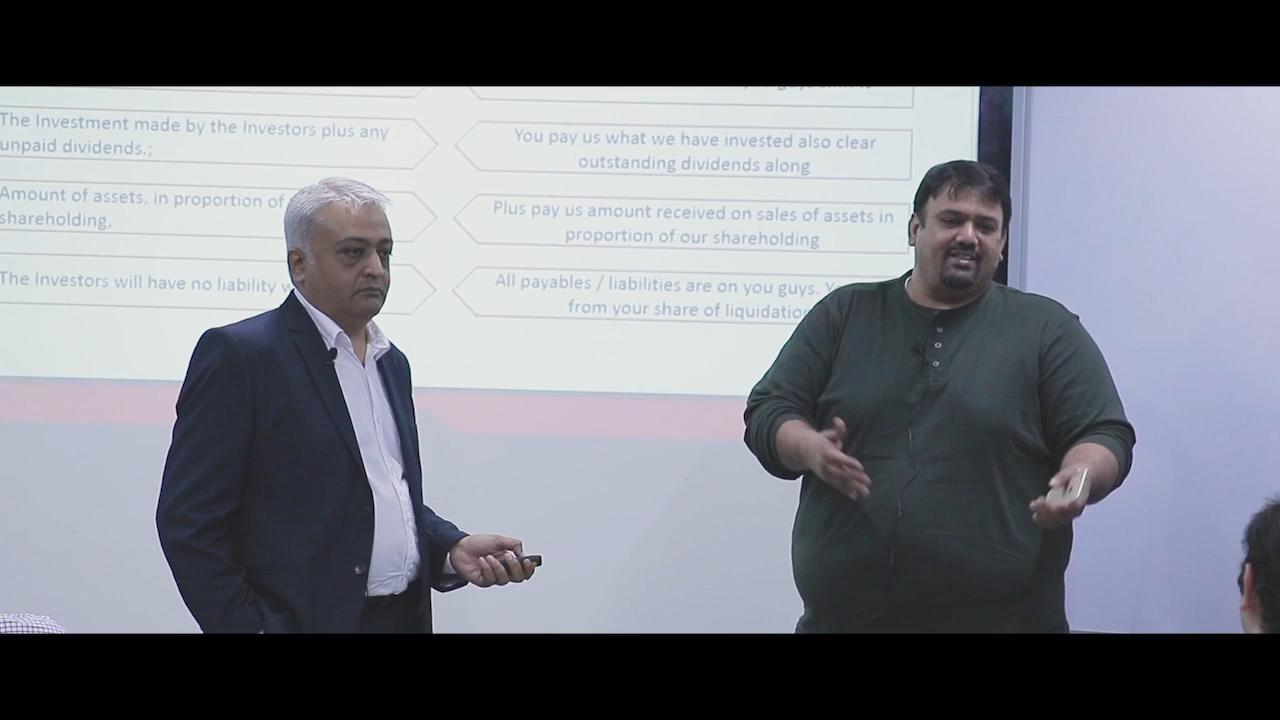 The Investment made by the Investors plus any
unpaid dividends.;
You pay us what we have invested also clear
outstanding dividends along
Amount of assets, in proportion of
shareholding,
Plus pay us amount received on sales of assets in
proportion of our shareholding
The Investors will have no liability
All payables / liabilities are on you guys.
from your share of liquidation